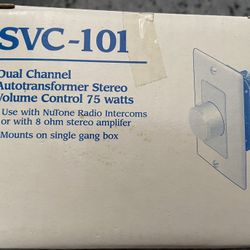 SVC-101
Dual Channel
Autotransformer Stereo
Volume Control 75 watts
Use with NuTone Radio Intercoms
or with 8 ohm stereo amplifer
Mounts on single gang box